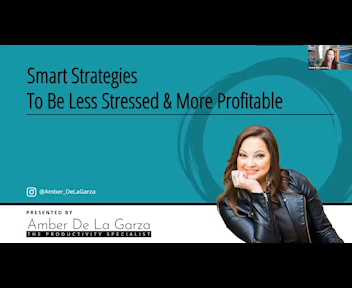 Smart Strategies
To Be Less Stressed & More Profitable
@Amber_DeLaGarza
PRESENTED BY
Amber De La Garza
THE PRODUCTIVITY SPECIALIST